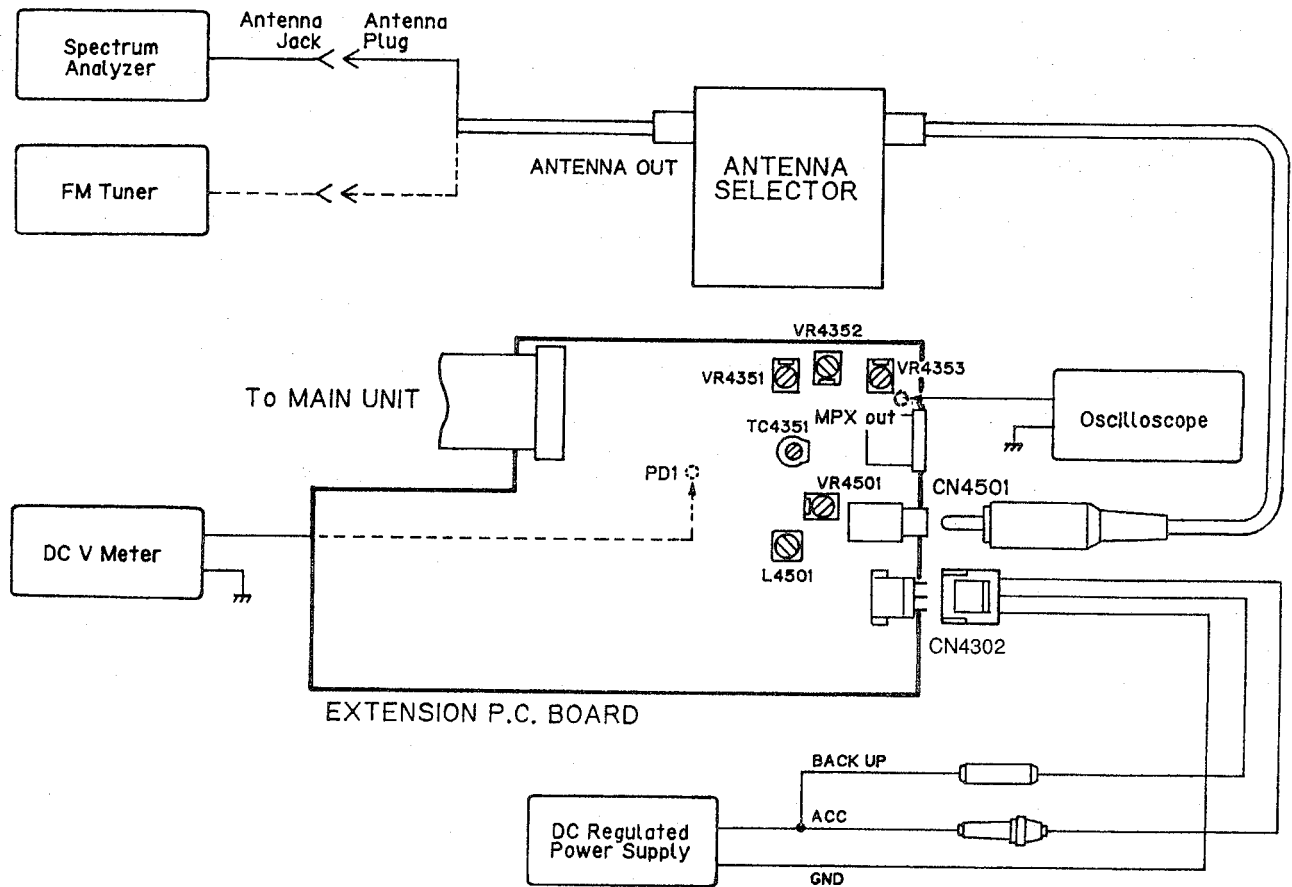 Spectrum
Analyzer
Antenna
Jack
Antenna
Plug
FM Tuner
ANTENNA OUT
ANTENNA
SELECTOR
VR4352
VR4351
VR4353
To MAIN UNIT
MPX out
TC4351
Oscilloscope
PD1
VR4501
CN4501
DC V Meter
L4501
CN4302
EXTENSION P.C. BOARD
BACK UP
DC Regulated
Power Supply
ACC
GND